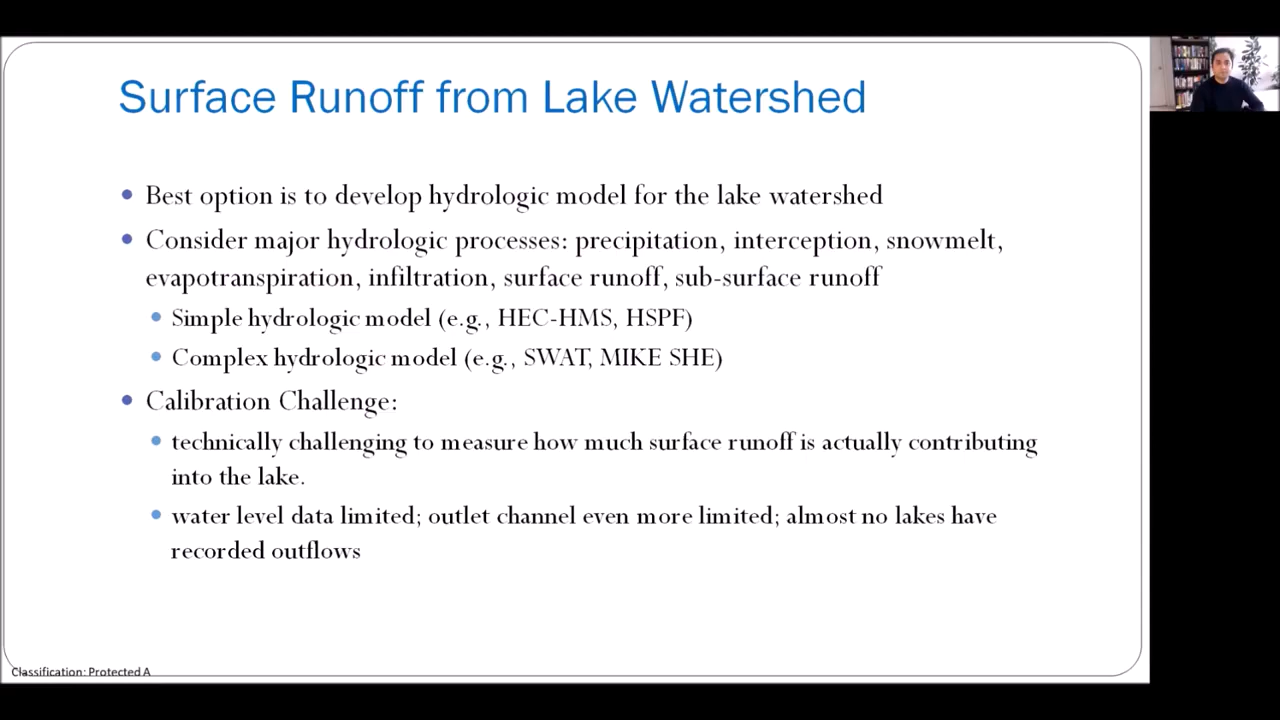 Surface Runoff from Lake Watershed
• Best option is to develop hydrologic model for the lake watershed
• Consider major hydrologic processes: precipitation, interception, snowmelt,
evapotranspiration, infiltration, surface runoff, sub-surface runoff
• Simple hydrologic model (e.g., HEC-HMS, HSPF)
• Complex hydrologic model (e.g., SWAT, MIKE SHE)
• Calibration Challenge:
• technically challenging to measure how much surface runoff is actually contributing
into the lake.
• water level data limited; outlet channel even more limited; almost no lakes have
recorded outflows
Classification: Protected A